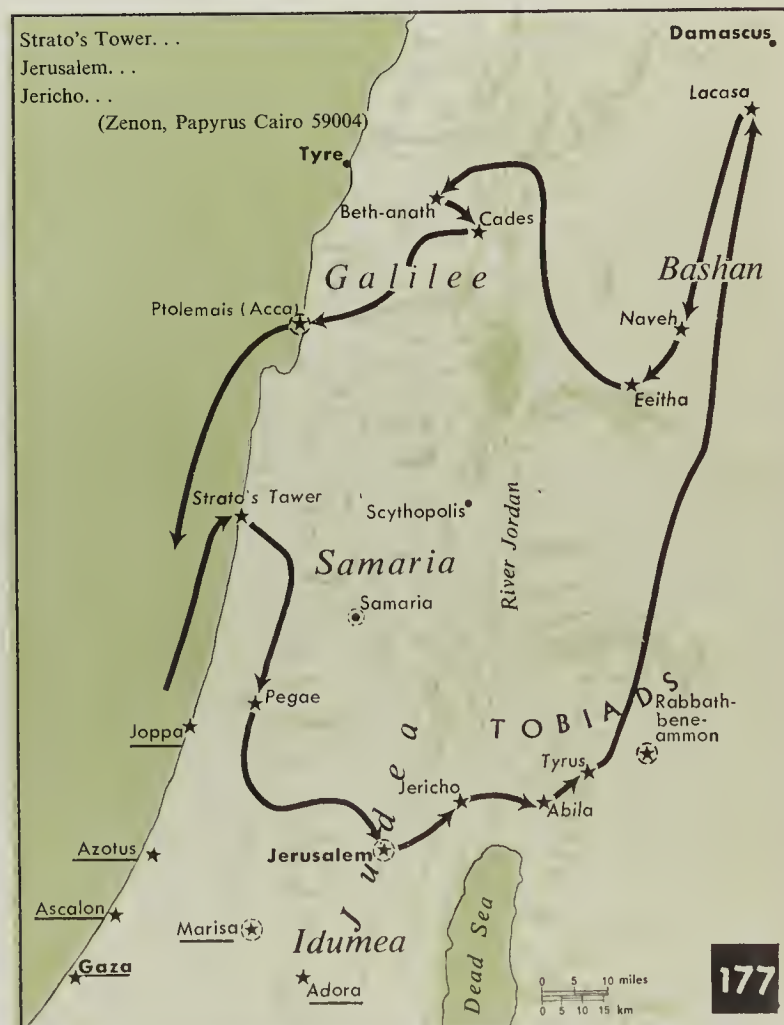 Strato's Tower. . .
Jerusalem. . .
Jericho. . .
(Zenon, Papyrus Cairo 59004)
Damascus
Lacasa
Tyre
Beth-anath
Cades
Galilee
Bashan
Ptolemais (Acca)
Naveh
Eeitha
Strato's Tawer
Scythopolis
River Jordan
Samaria
Samaria
Pegae
TOBIADS
Rabbath-
bene-
ammon
Joppa
Tyrus
Jericho
Abila
Judea
Jerusalem
Azotus
Ascalon
Marisa
Idumea
Gaza
Adora
Dead Sea
0 5 10 miles
0 5 10 15 km
177